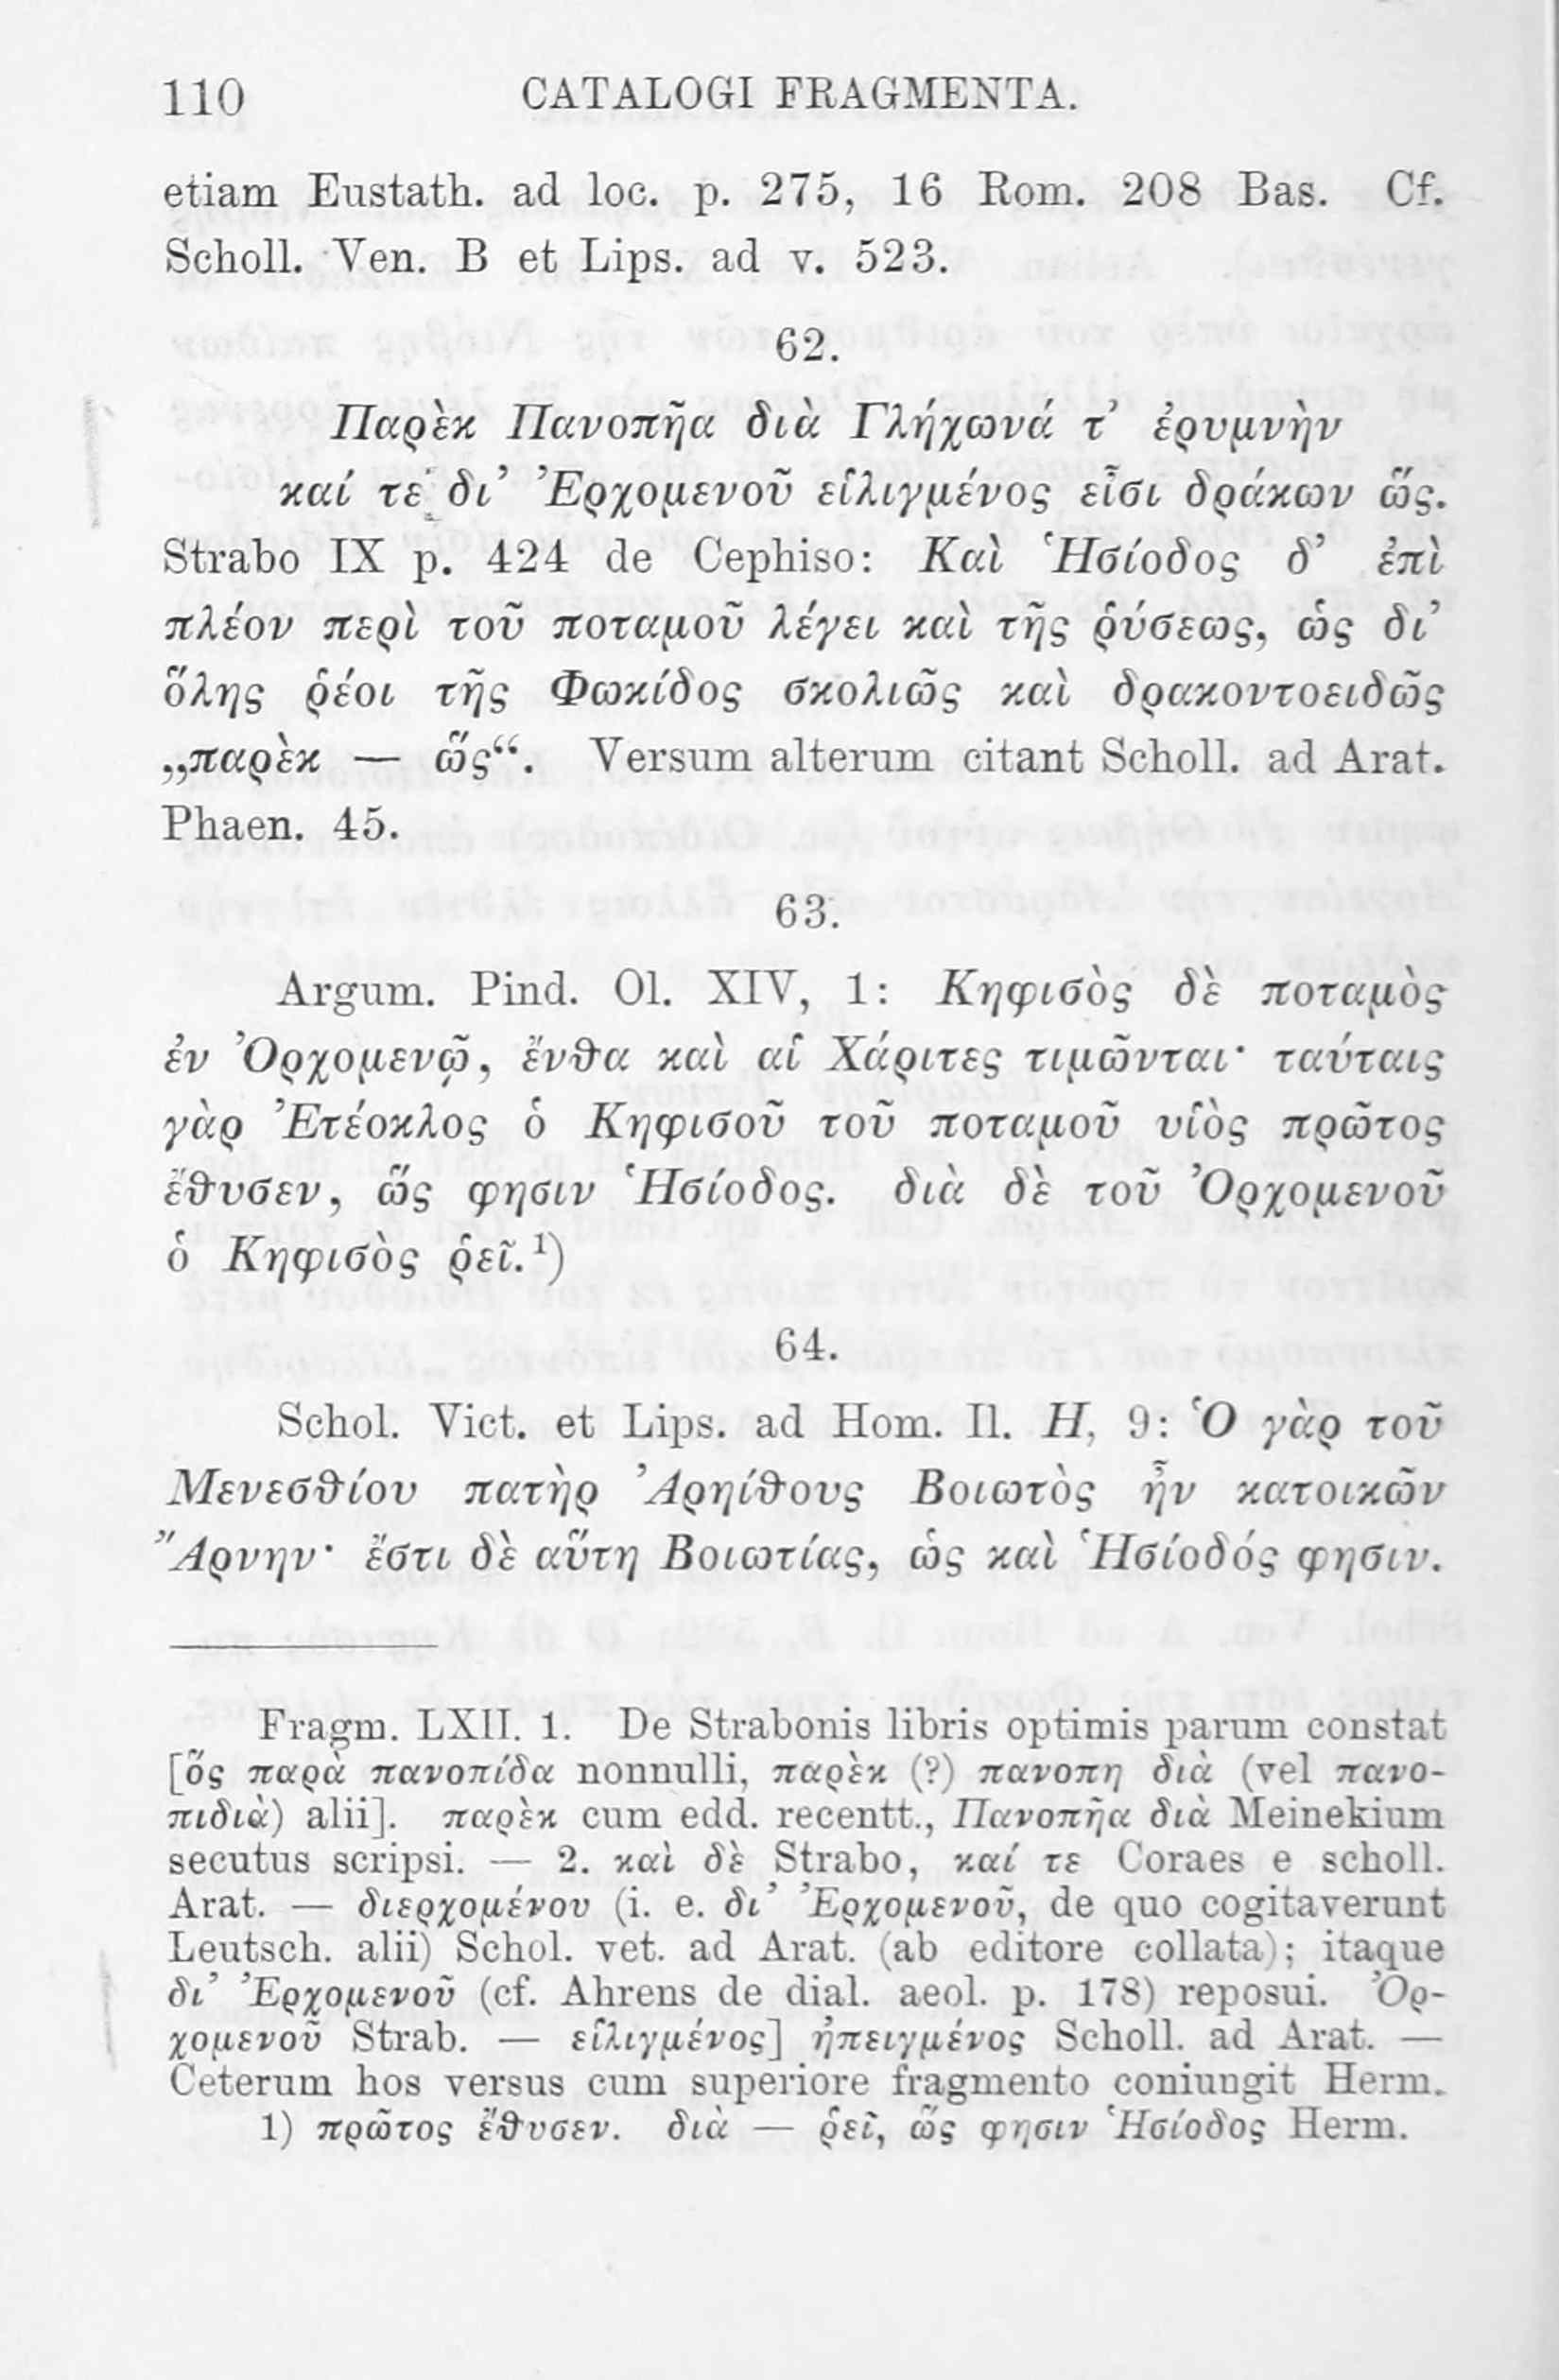 110 CATALOGI FRAGMENTA.
etiam Eustath. ad loc. p. 275, 16 Rom. 208 Bas. Cf.
Scholl. Ven. B et Lips. ad v. 523.
62.
Παρὲκ Πανοπῆα διὰ Γλήχωνά τ’ ἐρυμνὴν
καί τε δι’ Ἐρχομενοῦ εἱλιγμένος εἶσι δράκων ὥς.
Strabo IX p. 424 de Cephiso: Καὶ Ἡσίοδος δ’ ἐπὶ
πλέον περὶ τοῦ ποταμοῦ λέγει καὶ τῆς ῥύσεως, ὡς δι’
ὅλης ῥέοι τῆς Φωκίδος σκολιῶς καὶ δρακοντοειδῶς
„παρὲκ — ὥς“. Versum alterum citant Scholl. ad Arat.
Phaen. 45.
63.
Argum. Pind. Ol. XIV, 1: Κηφισὸς δὲ ποταμὸς
ἐν Ὀρχομενῷ, ἔνθα καὶ αἱ Χάριτες τιμῶνται· ταύταις
γὰρ Ἐτέοκλος ὁ Κηφισοῦ τοῦ ποταμοῦ υἱὸς πρῶτος
ἔθυσεν, ὥς φησιν Ἡσίοδος. διὰ δὲ τοῦ Ὀρχομενοῦ
ὁ Κηφισὸς ῥεῖ.¹)
64.
Schol. Vict. et Lips. ad Hom. Il. H, 9: Ὁ γὰρ τοῦ
Μενεσθίου πατὴρ Ἀρηίθους Βοιωτὸς ἦν κατοικῶν
Ἄρνην· ἔστι δὲ αὕτη Βοιωτίας, ὡς καὶ Ἡσίοδός φησιν.
Fragm. LXII. 1. De Strabonis libris optimis parum constat
[ὅς παρὰ πανοπίδα nonnulli, παρὲκ (?) πανοπη διὰ (vel πανο-
πιδιὰ) alii]. παρὲκ cum edd. recentt., Πανοπῆα διὰ Meinekium
secutus scripsi. — 2. καὶ δὲ Strabo, καί τε Coraes e scholl.
Arat. — διερχομένου (i. e. δι’ Ἐρχομενοῦ, de quo cogitaverunt
Leutsch. alii) Schol. vet. ad Arat. (ab editore collata); itaque
δι’ Ἐρχομενοῦ (cf. Ahrens de dial. aeol. p. 178) reposui. Ὀρ-
χομενοῦ Strab. — εἱλιγμένος] ἠπειγμένος Scholl. ad Arat. —
Ceterum hos versus cum superiore fragmento coniungit Herm.
1) πρῶτος ἔθυσεν. διὰ — ῥεῖ, ὥς φησιν Ἡσίοδος Herm.